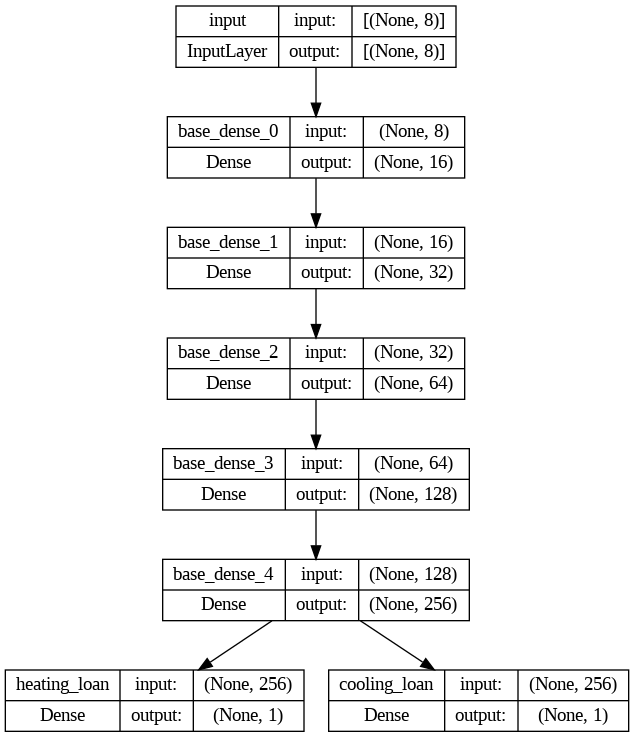 input input: [(None, 8)]
InputLayer output: [(None, 8)]
base_dense_0 input: (None, 8)
Dense output: (None, 16)
base_dense_1 input: (None, 16)
Dense output: (None, 32)
base_dense_2 input: (None, 32)
Dense output: (None, 64)
base_dense_3 input: (None, 64)
Dense output: (None, 128)
base_dense_4 input: (None, 128)
Dense output: (None, 256)
heating_loan input: (None, 256)
Dense output: (None, 1)
cooling_loan input: (None, 256)
Dense output: (None, 1)